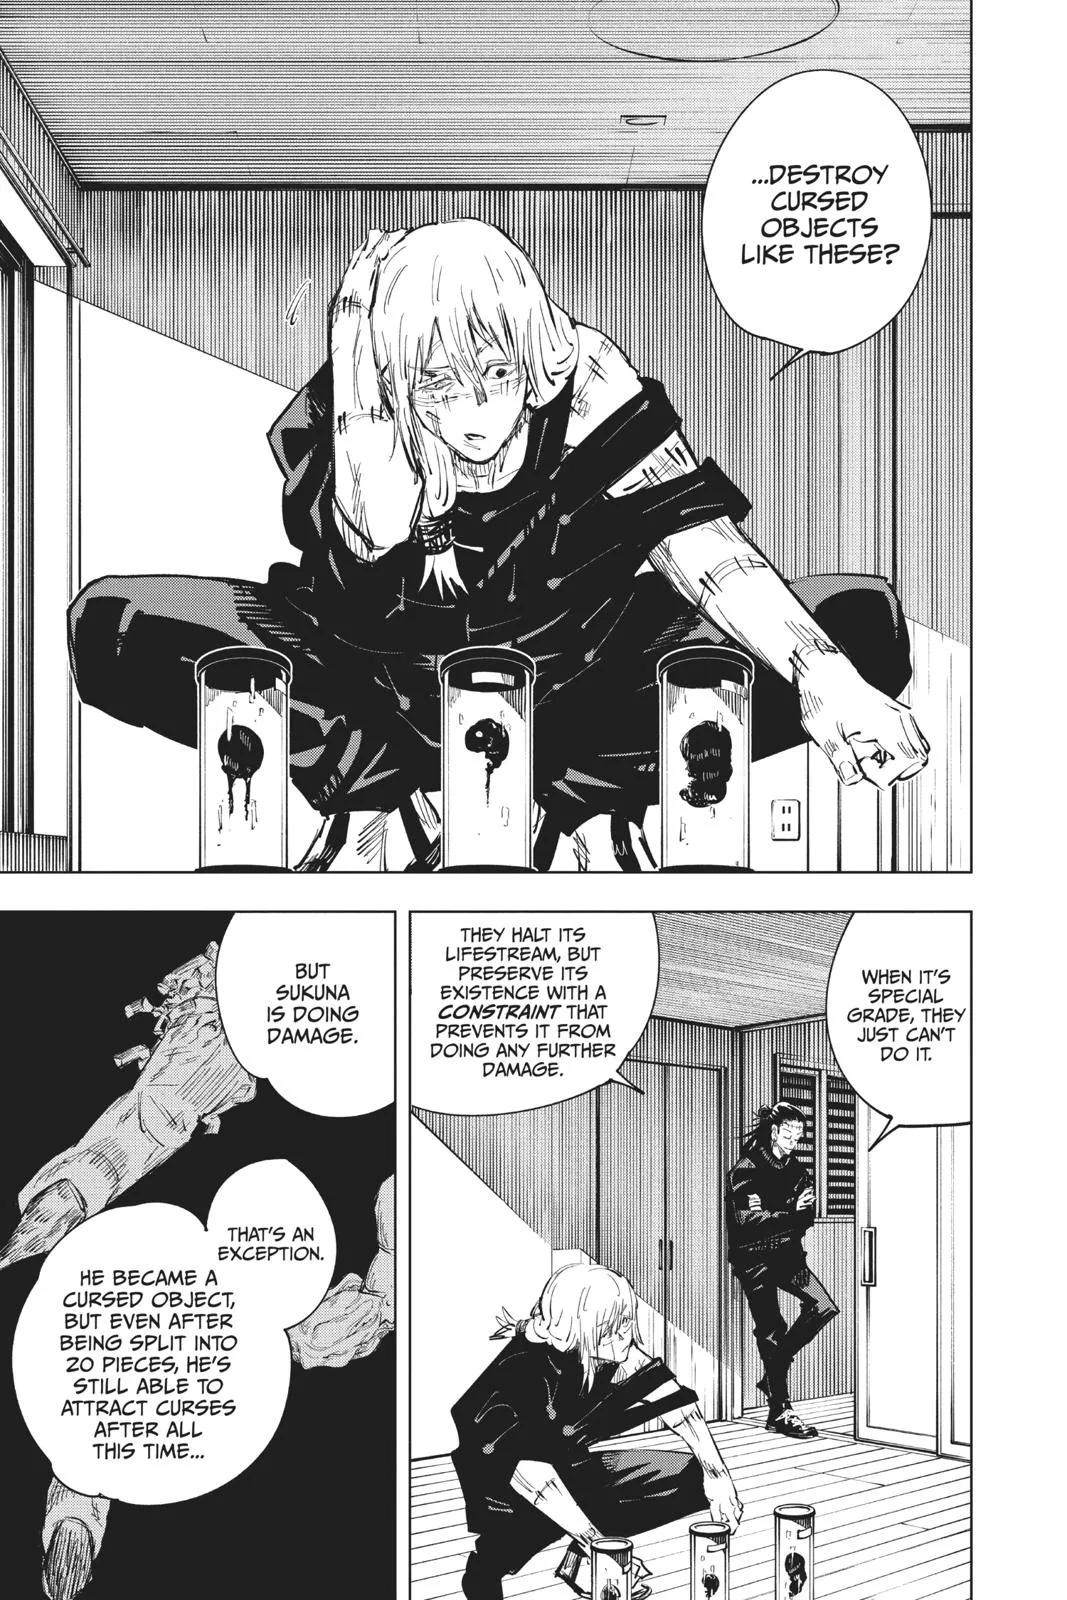 ...DESTROY
CURSED
OBJECTS
LIKE THESE?
WHEN IT'S
SPECIAL
GRADE, THEY
JUST CAN'T
DO IT.
THEY HALT ITS
LIFESTREAM, BUT
PRESERVE ITS
EXISTENCE WITH A
CONSTRAINT THAT
PREVENTS IT FROM
DOING ANY FURTHER
DAMAGE.
BUT
SUKUNA
IS DOING
DAMAGE.
THAT'S AN
EXCEPTION.
HE BECAME A
CURSED OBJECT,
BUT EVEN AFTER
BEING SPLIT INTO
20 PIECES, HE'S
STILL ABLE TO
ATTRACT CURSES
AFTER ALL
THIS TIME...